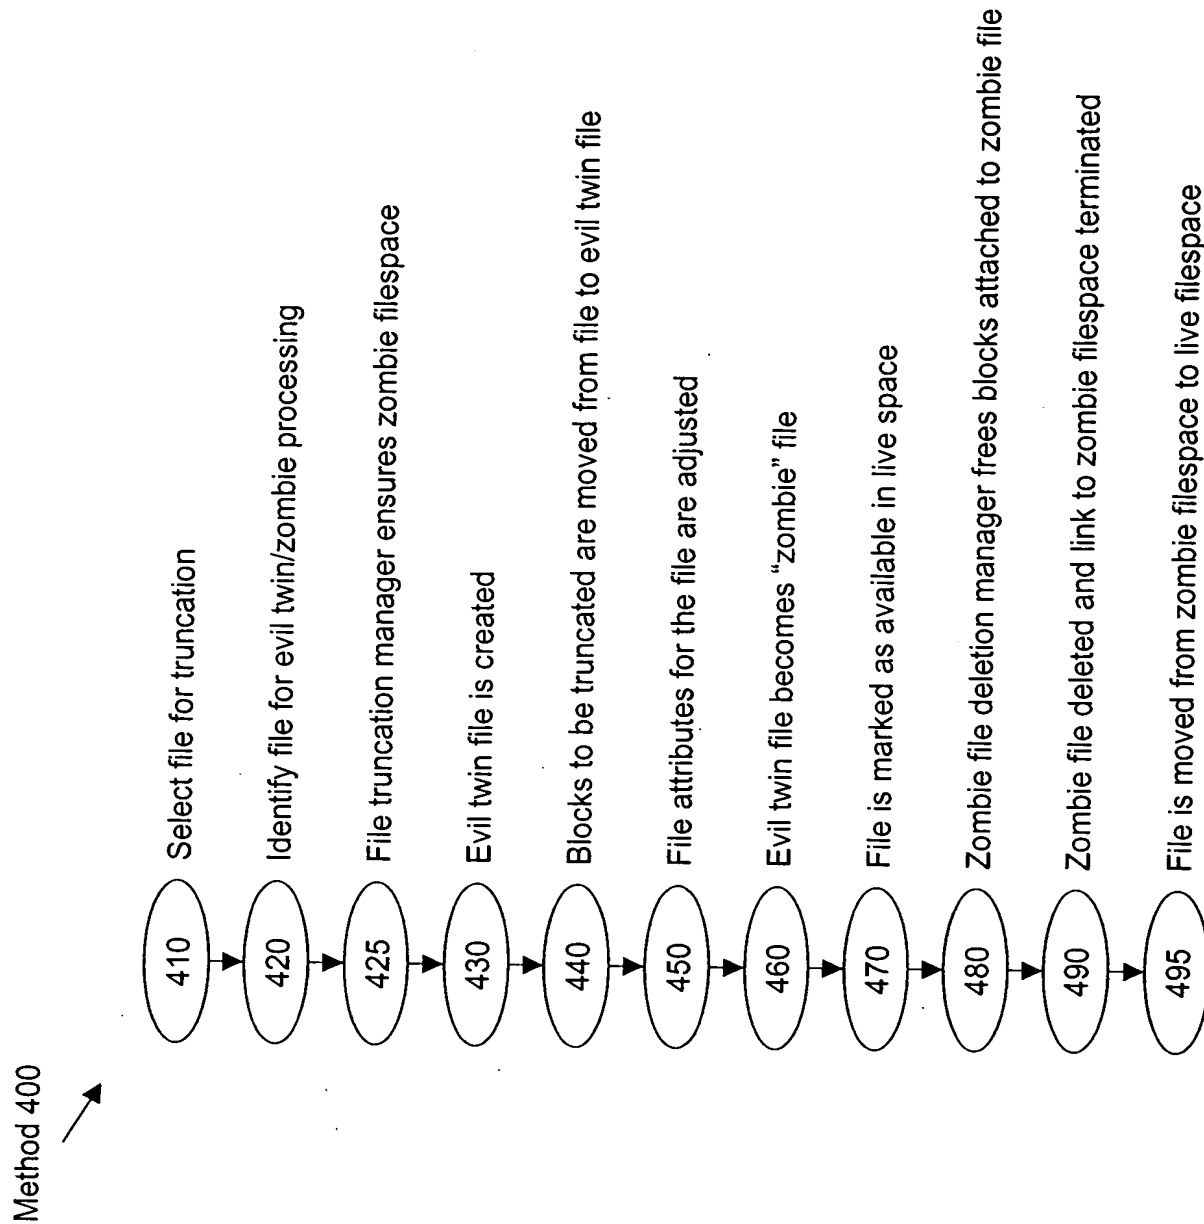 Method 400
410 Select file for truncation
420 Identify file for evil twin/zombie processing
425 File truncation manager ensures zombie filespace
430 Evil twin file is created
440 Blocks to be truncated are moved from file to evil twin file
450 File attributes for the file are adjusted
460 Evil twin file becomes “zombie” file
470 File is marked as available in live space
480 Zombie file deletion manager frees blocks attached to zombie file
490 Zombie file deleted and link to zombie filespace terminated
495 File is moved from zombie filespace to live filespace